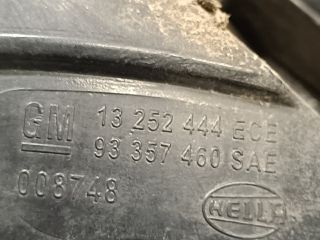 GM 13 252 444 ECE
93 357 460 SAE
008748
HELLA